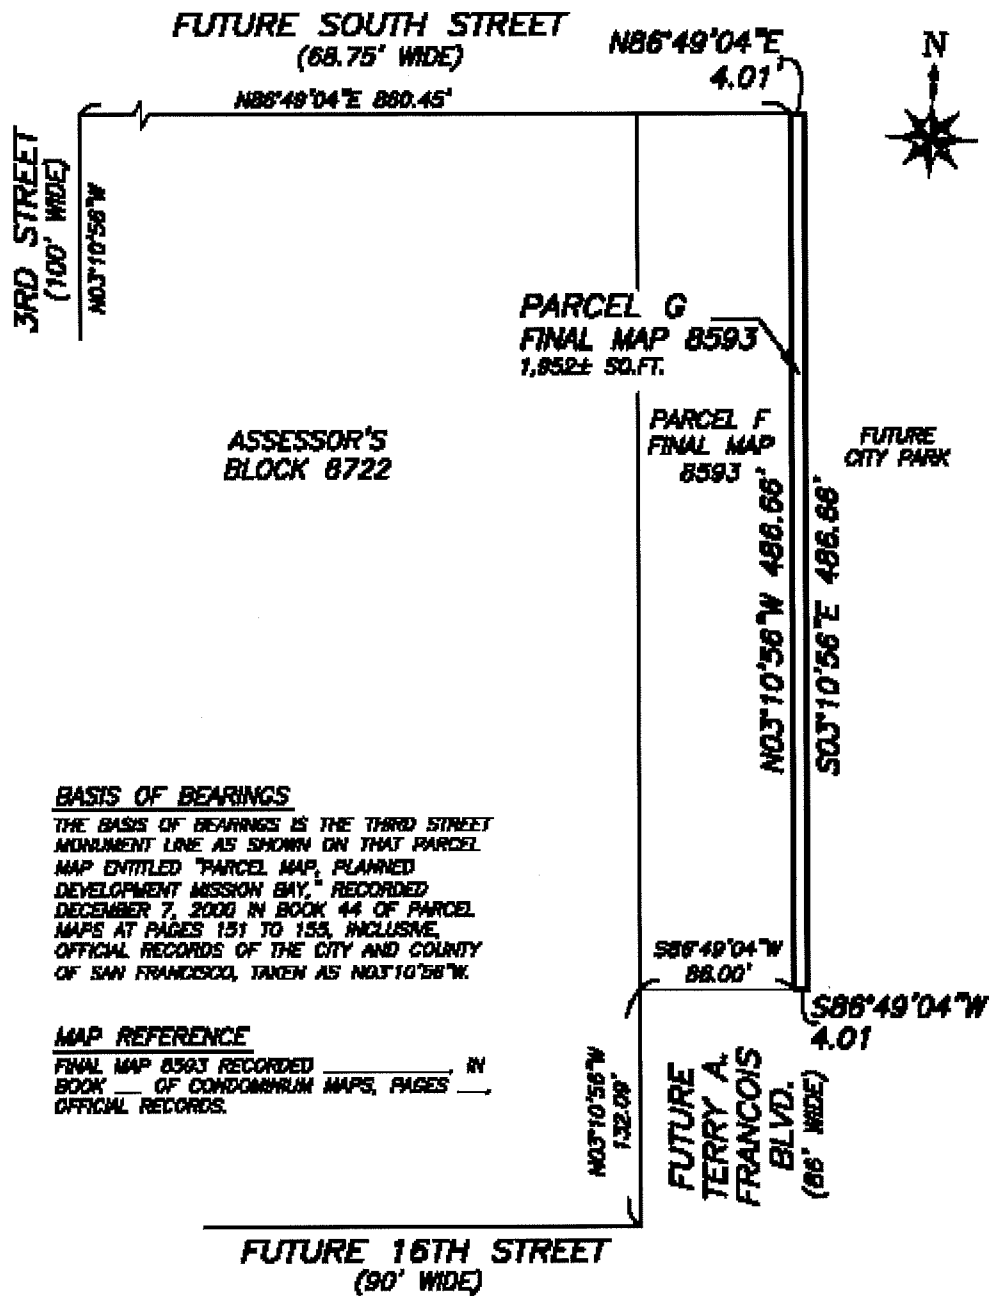 FUTURE SOUTH STREET
(68.75' WIDE)
N86°49'04"E
4.01'
N
N86°49'04"E 860.45'
3RD STREET
(100' WIDE)
N03°10'56"W
PARCEL G
FINAL MAP 8593
1,952± SQ.FT.
PARCEL F
FINAL MAP
8593
ASSESSOR'S
BLOCK 8722
FUTURE
CITY PARK
N03°10'56"W 486.66'
S03°10'56"E 486.66'
BASIS OF BEARINGS
THE BASIS OF BEARINGS IS THE THIRD STREET
MONUMENT LINE AS SHOWN ON THAT PARCEL
MAP ENTITLED "PARCEL MAP, PLANNED
DEVELOPMENT MISSION BAY," RECORDED
DECEMBER 7, 2000 IN BOOK 44 OF PARCEL
MAPS AT PAGES 151 TO 155, INCLUSIVE,
OFFICIAL RECORDS OF THE CITY AND COUNTY
OF SAN FRANCISCO, TAKEN AS N03°10'56"W.
S86°49'04"W
86.00'
S86°49'04"W
4.01
MAP REFERENCE
FINAL MAP 8593 RECORDED __________, IN
BOOK ___ OF CONDOMINIUM MAPS, PAGES ___,
OFFICIAL RECORDS.
N03°10'56"W
132.09'
FUTURE
TERRY A.
FRANCOIS
BLVD.
(86' WIDE)
FUTURE 16TH STREET
(90' WIDE)